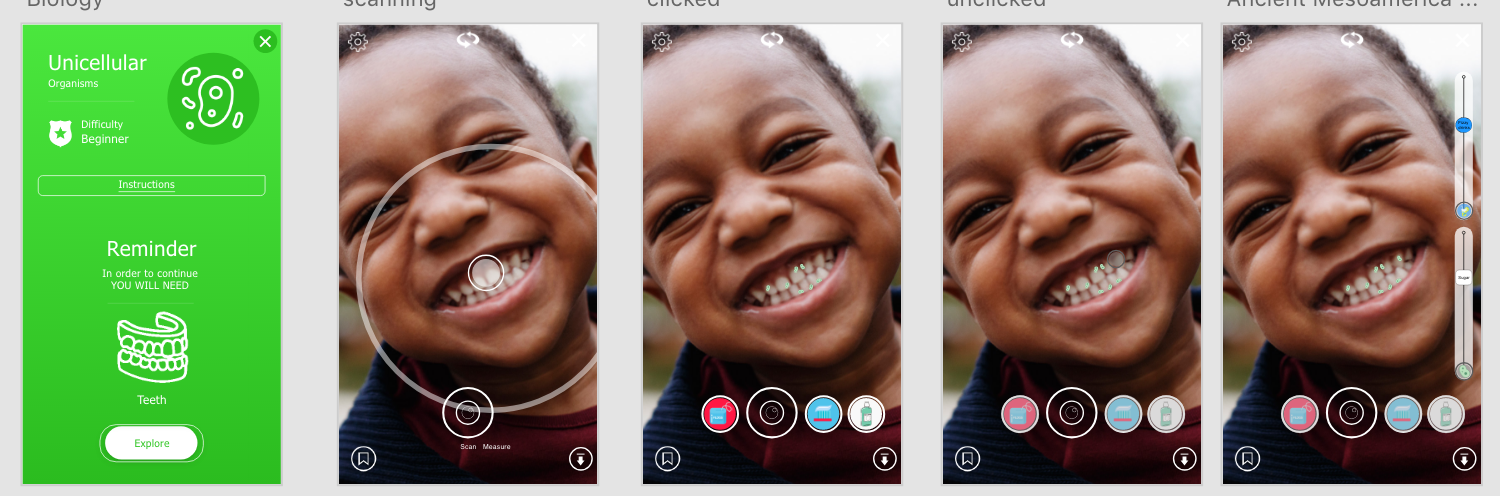 Biology
scanning
clicked
unclicked
Ancient Mesoamerica ...
Unicellular
Organisms
Difficulty
Beginner
Instructions
Reminder
In order to continue
YOU WILL NEED
Teeth
Explore
Scan Measure
Sugar